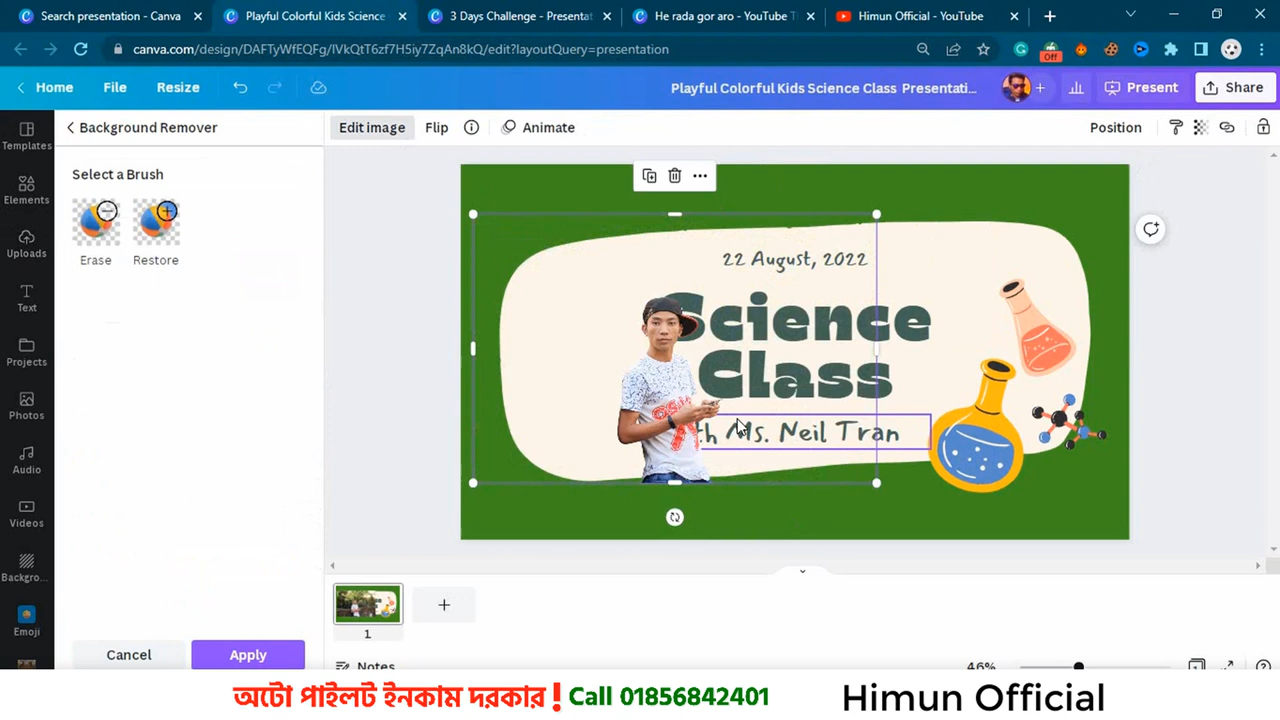 Search presentation - Canva
Playful Colorful Kids Science
3 Days Challenge - Presentat
He rada gor aro - YouTube T
Himun Official - YouTube
canva.com/design/DAFTyWfEQFg/lVkQtT6zf7H5iy7ZqAn8kQ/edit?layoutQuery=presentation
Off
Home
File
Resize
Playful Colorful Kids Science Class Presentati...
Present
Share
Templates
Elements
Uploads
Text
Projects
Photos
Audio
Videos
Backgro...
Emoji
Background Remover
Select a Brush
Erase
Restore
Cancel
Apply
Edit image
Flip
Animate
Position
22 August, 2022
Science
Class
th Ms. Neil Tran
1
Notes
46%
অটো পাইলট ইনকাম দরকার! Call 01856842401
Himun Official